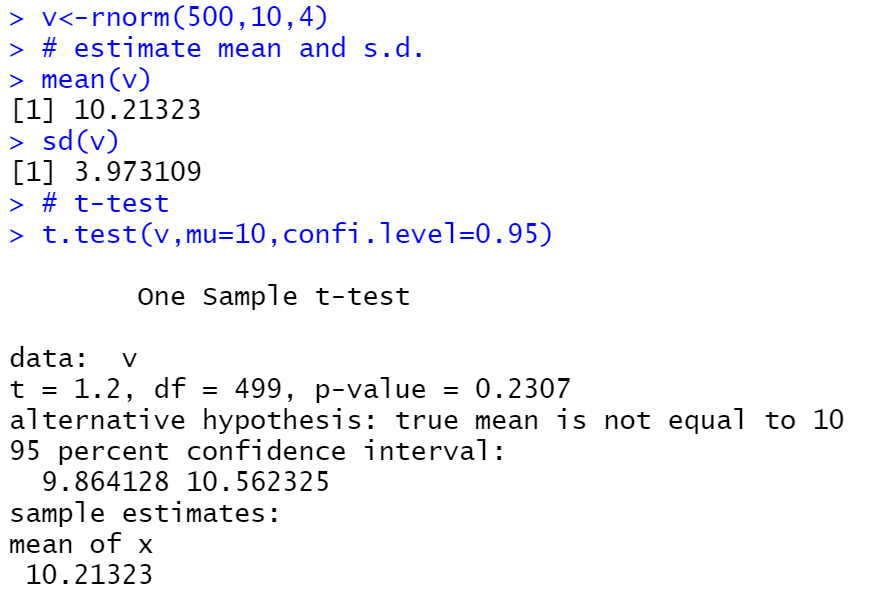 > v<-rnorm(500,10,4)
> # estimate mean and s.d.
> mean(v)
[1] 10.21323
> sd(v)
[1] 3.973109
> # t-test
> t.test(v,mu=10,confi.level=0.95)
One Sample t-test
data:  v
t = 1.2, df = 499, p-value = 0.2307
alternative hypothesis: true mean is not equal to 10
95 percent confidence interval:
9.864128 10.562325
sample estimates:
mean of x
10.21323